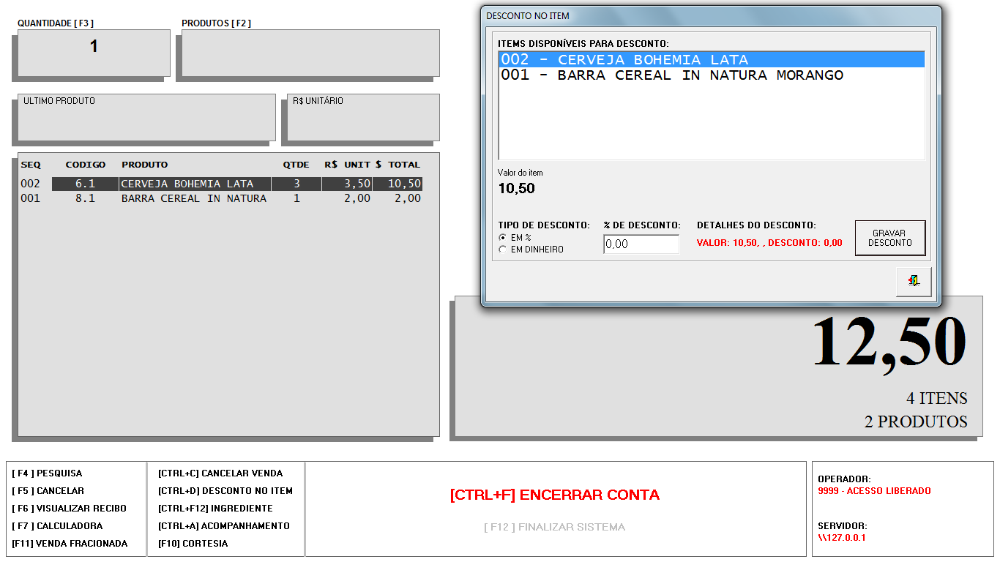 QUANTIDADE [ F3 ]
1
PRODUTOS [ F2 ]
ULTIMO PRODUTO
R$ UNITÁRIO
SEQ CODIGO PRODUTO QTDE R$ UNIT $ TOTAL
002 6.1 CERVEJA BOHEMIA LATA 3 3,50 10,50
001 8.1 BARRA CEREAL IN NATURA 1 2,00 2,00
DESCONTO NO ITEM
ITEMS DISPONÍVEIS PARA DESCONTO:
002 - CERVEJA BOHEMIA LATA
001 - BARRA CEREAL IN NATURA MORANGO
Valor do item
10,50
TIPO DE DESCONTO:
EM %
EM DINHEIRO
% DE DESCONTO:
0,00
DETALHES DO DESCONTO:
VALOR: 10,50, , DESCONTO: 0,00
GRAVAR
DESCONTO
12,50
4 ITENS
2 PRODUTOS
[ F4 ] PESQUISA
[ F5 ] CANCELAR
[ F6 ] VISUALIZAR RECIBO
[ F7 ] CALCULADORA
[F11] VENDA FRACIONADA
[CTRL+C] CANCELAR VENDA
[CTRL+D] DESCONTO NO ITEM
[CTRL+F12] INGREDIENTE
[CTRL+A] ACOMPANHAMENTO
[F10] CORTESIA
[CTRL+F] ENCERRAR CONTA
[ F12 ] FINALIZAR SISTEMA
OPERADOR:
9999 - ACESSO LIBERADO
SERVIDOR:
\\127.0.0.1